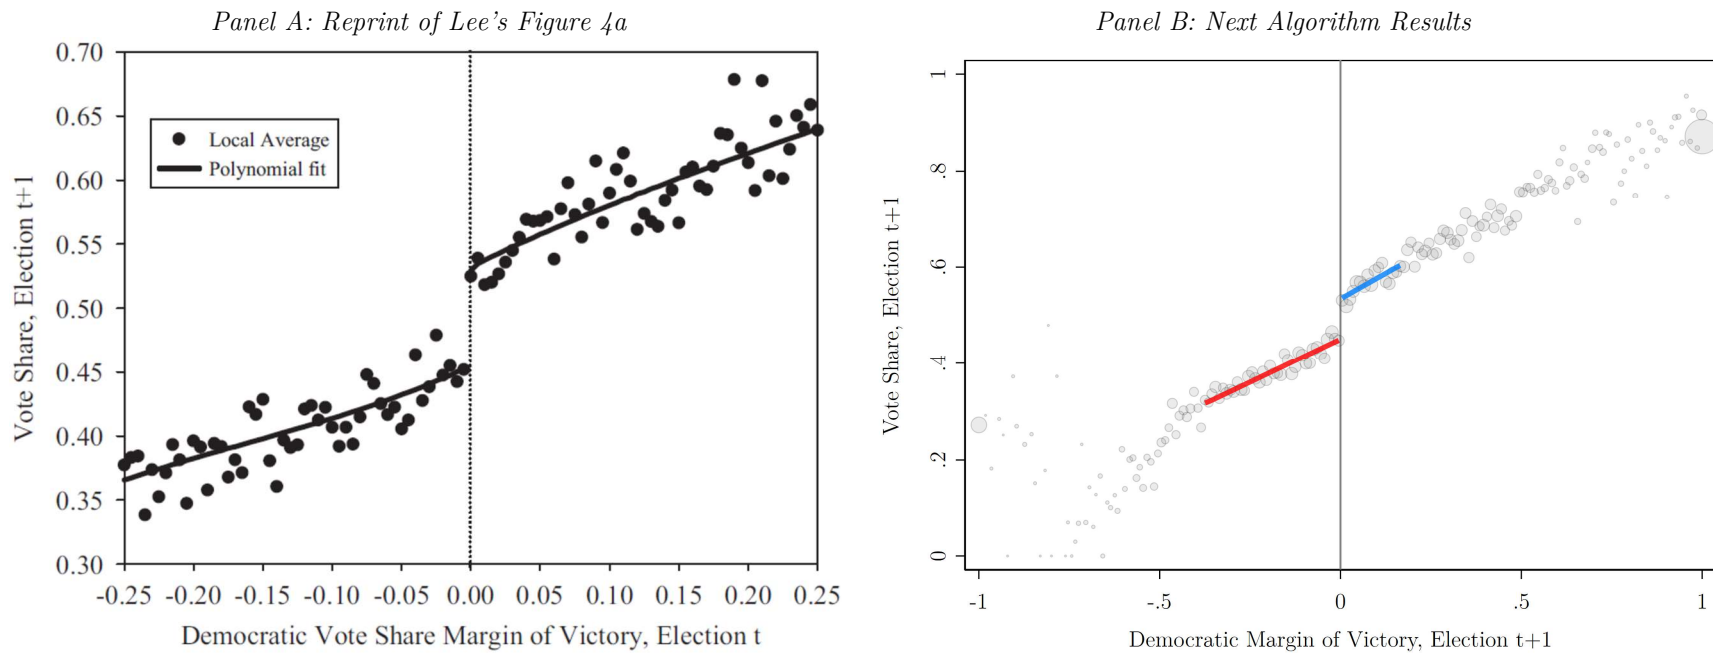 Panel A: Reprint of Lee's Figure 4a
0.70
0.65
0.60
0.55
0.50
0.45
0.40
0.35
0.30
Vote Share, Election t+1
Local Average
Polynomial fit
-0.25 -0.20 -0.15 -0.10 -0.05 0.00 0.05 0.10 0.15 0.20 0.25
Democratic Vote Share Margin of Victory, Election t
Panel B: Next Algorithm Results
1
.8
.6
.4
.2
0
Vote Share, Election t+1
-1 -.5 0 .5 1
Democratic Margin of Victory, Election t+1